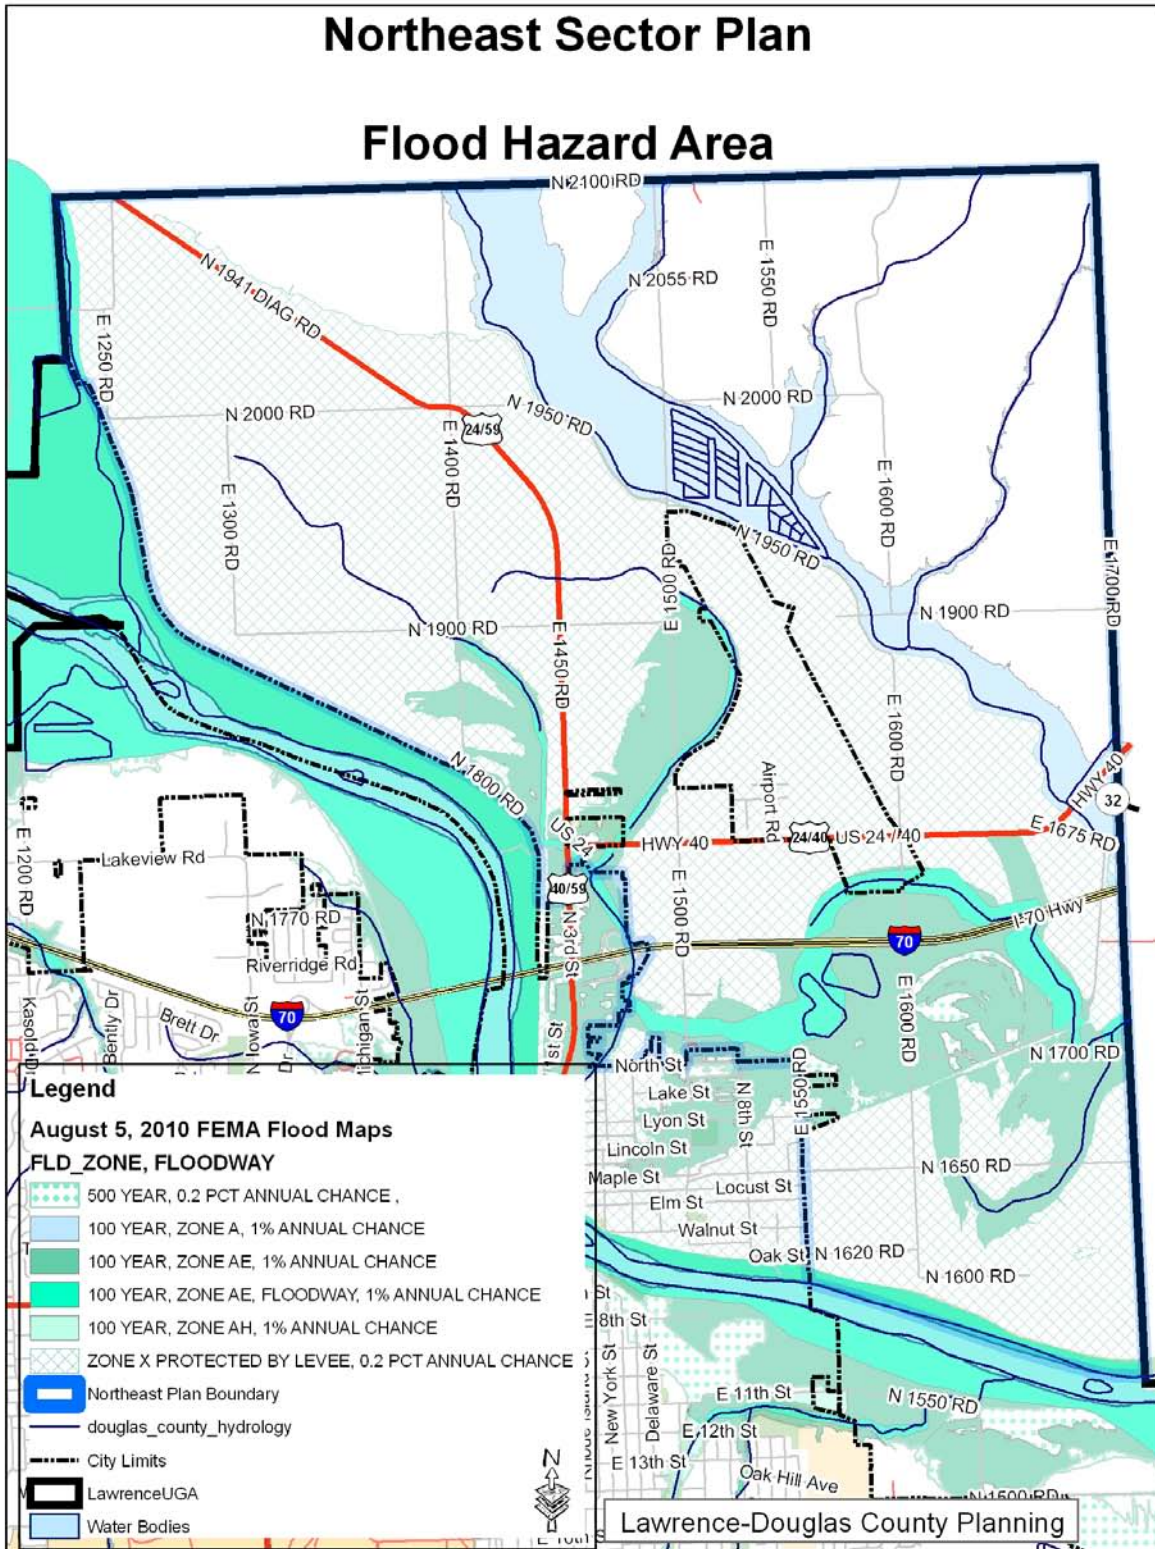 Northeast Sector Plan
Flood Hazard Area
N 2100 RD
N 1941 DIAG RD
N 2055 RD
E 1550 RD
E 1250 RD
N 2000 RD
24/59
N 1950 RD
N 2000 RD
E 1400 RD
E 1300 RD
E 1600 RD
N 1950 RD
E 1500 RD
E 1700 RD
N 1900 RD
N 1900 RD
E 1450 RD
E 1600 RD
N 1800 RD
Airport Rd
HWY 40
32
US 24
HWY 40
24/40
US 24 / 40
E 1675 RD
E 1200 RD
Lakeview Rd
40/59
N 3rd St
E 1500 RD
I-70 Hwy
N 1770 RD
Riverridge Rd
70
70
E 1600 RD
Kasold Dr
Bently Dr
Brett Dr
N Iowa St
N 1700 RD
North St
E 1550 RD
Lake St
N 8th St
Lyon St
Lincoln St
Maple St
Locust St
N 1650 RD
Elm St
Walnut St
Oak St
N 1620 RD
N 1600 RD
8th St
New York St
Delaware St
E 11th St
N 1550 RD
E 12th St
E 13th St
Oak Hill Ave
N 1500 RD
Legend
August 5, 2010 FEMA Flood Maps
FLD_ZONE, FLOODWAY
500 YEAR, 0.2 PCT ANNUAL CHANCE ,
100 YEAR, ZONE A, 1% ANNUAL CHANCE
100 YEAR, ZONE AE, 1% ANNUAL CHANCE
100 YEAR, ZONE AE, FLOODWAY, 1% ANNUAL CHANCE
100 YEAR, ZONE AH, 1% ANNUAL CHANCE
ZONE X PROTECTED BY LEVEE, 0.2 PCT ANNUAL CHANCE
Northeast Plan Boundary
douglas_county_hydrology
City Limits
LawrenceUGA
Water Bodies
N
Lawrence-Douglas County Planning